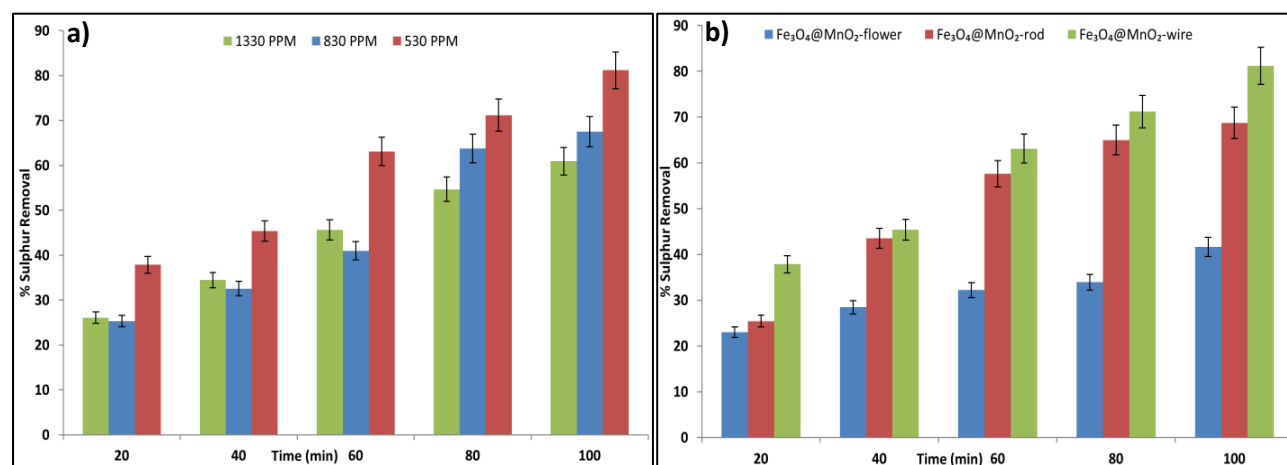 a)
1330 PPM 830 PPM 530 PPM
% Sulphur Removal
90
80
70
60
50
40
30
20
10
0
20 40 Time (min) 60 80 100
b)
Fe₃O₄@MnO₂-flower Fe₃O₄@MnO₂-rod Fe₃O₄@MnO₂-wire
% Sulphur Removal
90
80
70
60
50
40
30
20
10
0
20 40 Time (min) 60 80 100